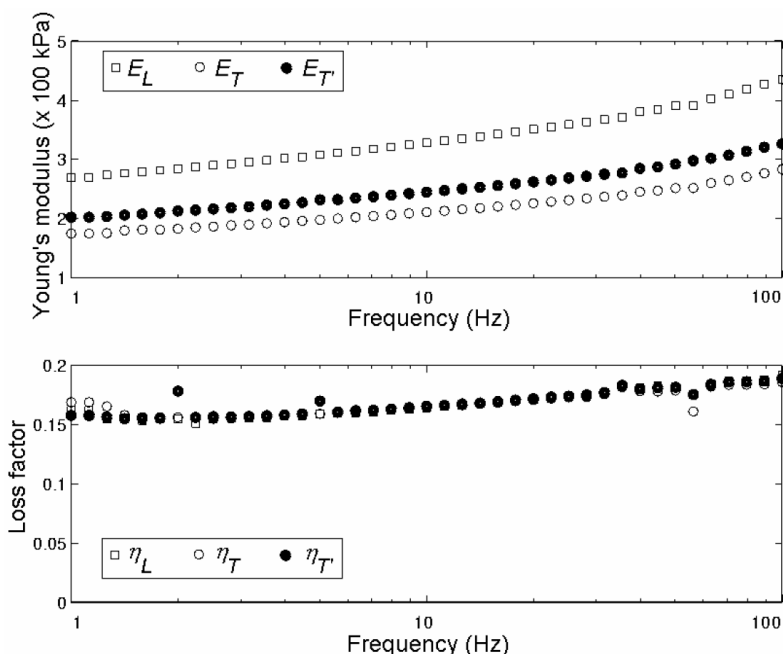 Young's modulus (x 100 kPa)
5
4
3
2
1
□ E_L ○ E_T ● E_T'
1 10 100
Frequency (Hz)
Loss factor
0.2
0.15
0.1
0.05
0
□ η_L ○ η_T ● η_T'
1 10 100
Frequency (Hz)